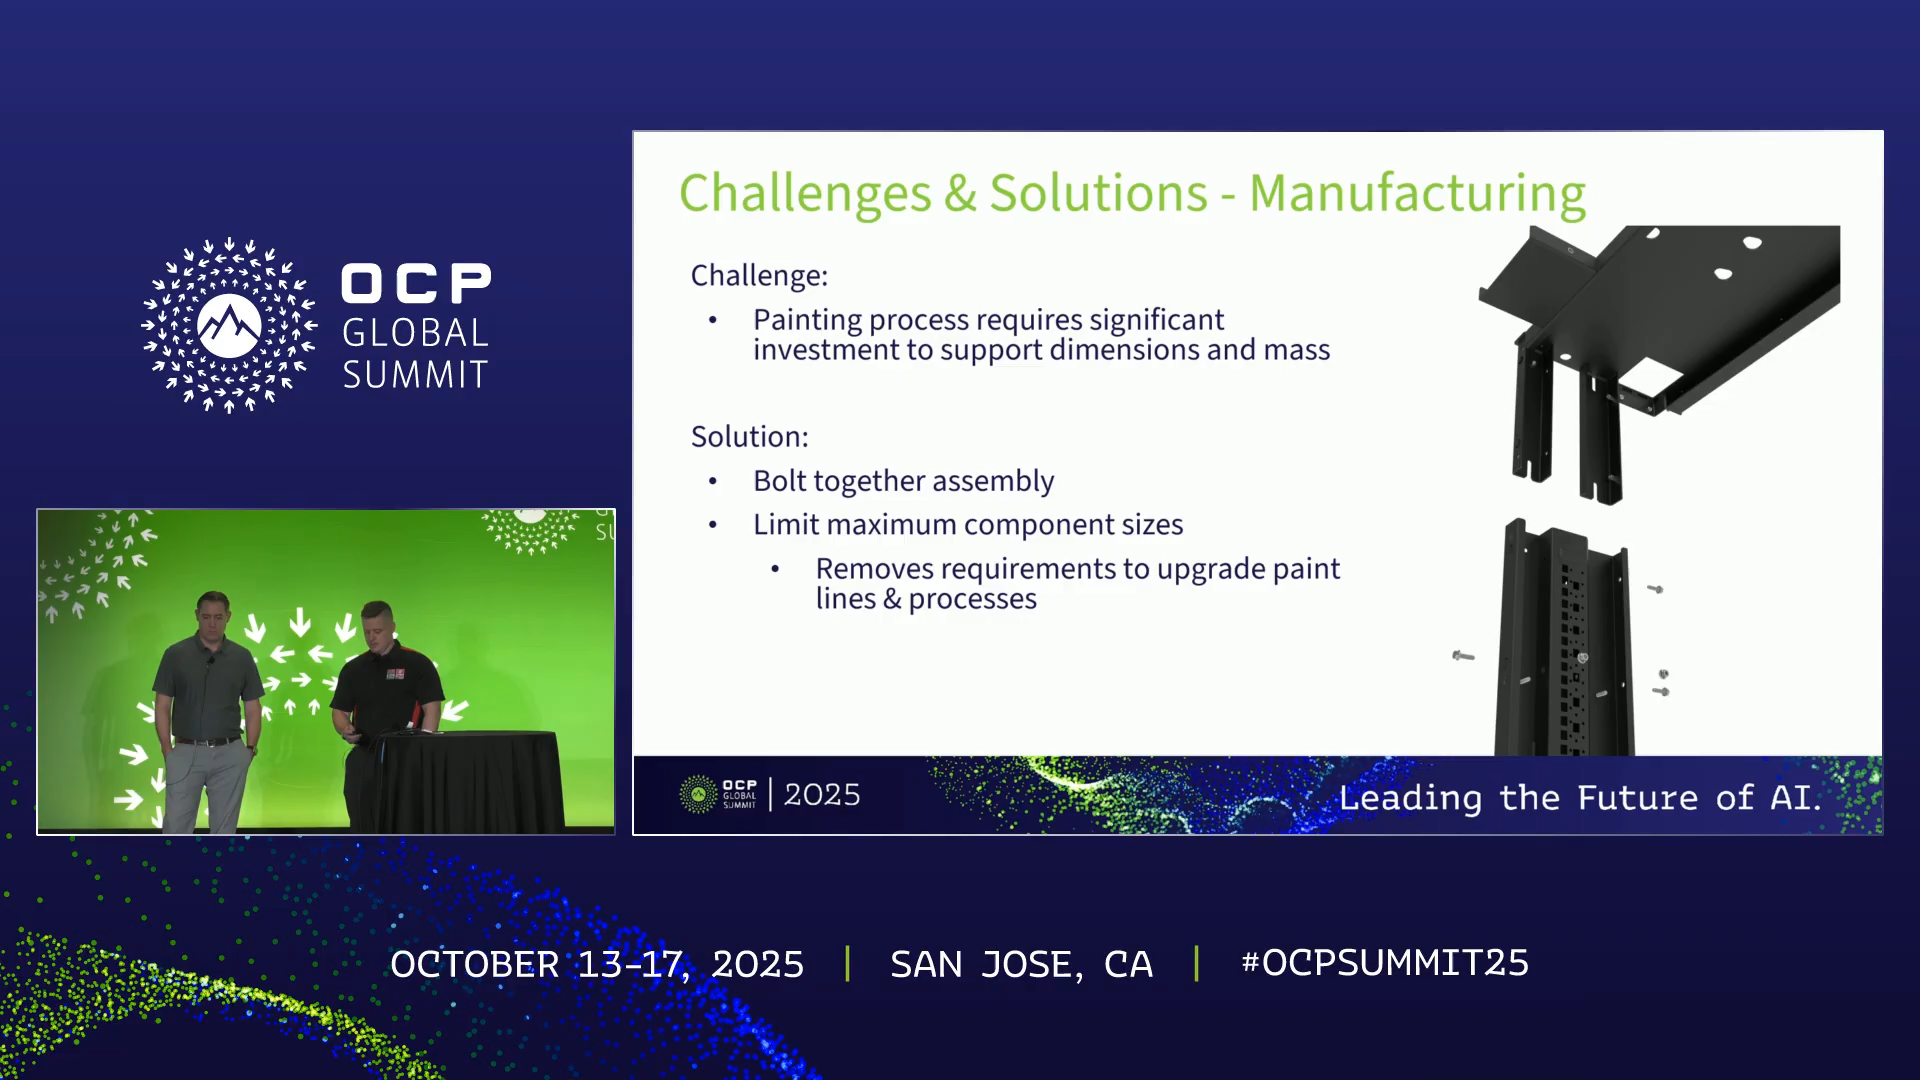 OCP
GLOBAL
SUMMIT
Challenges & Solutions - Manufacturing
Challenge:
• Painting process requires significant
investment to support dimensions and mass
Solution:
• Bolt together assembly
• Limit maximum component sizes
• Removes requirements to upgrade paint
lines & processes
OCP
GLOBAL
SUMMIT
2025
Leading the Future of AI.
OCTOBER 13-17, 2025 | SAN JOSE, CA | #OCPSUMMIT25